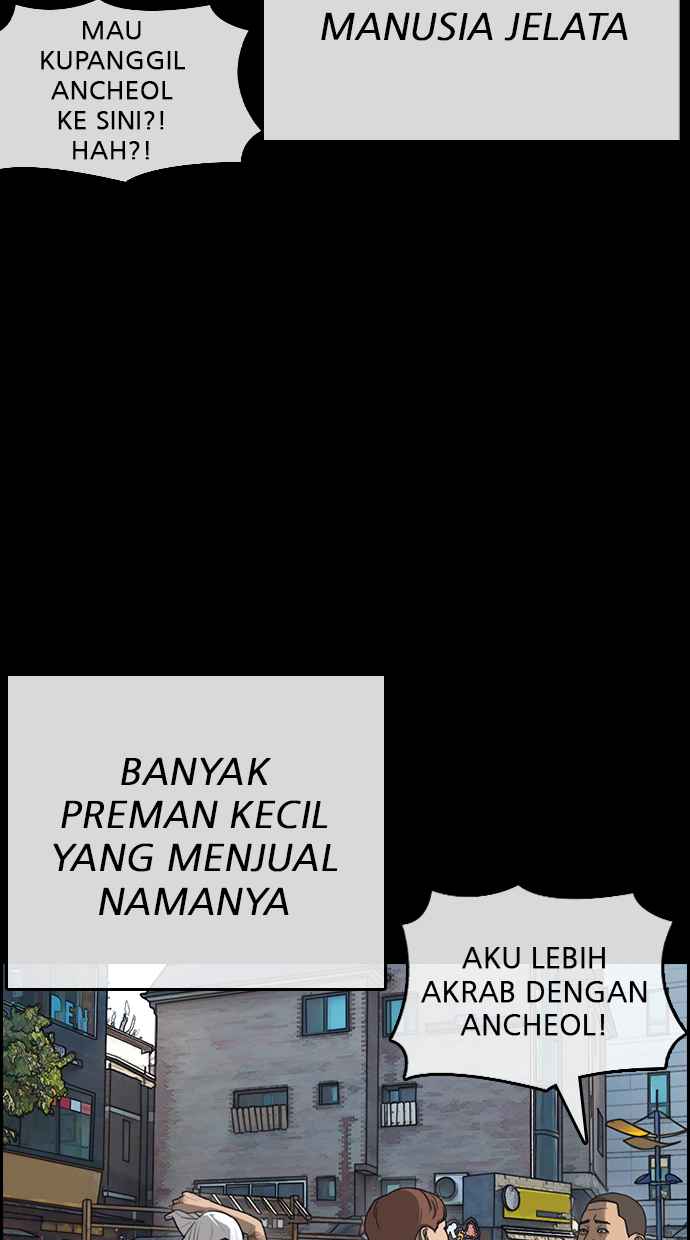 MAU
KUPANGGIL
ANCHEOL
KE SINI?!
HAH?!
MANUSIA JELATA
BANYAK
PREMAN KECIL
YANG MENJUAL
NAMANYA
AKU LEBIH
AKRAB DENGAN
ANCHEOL!